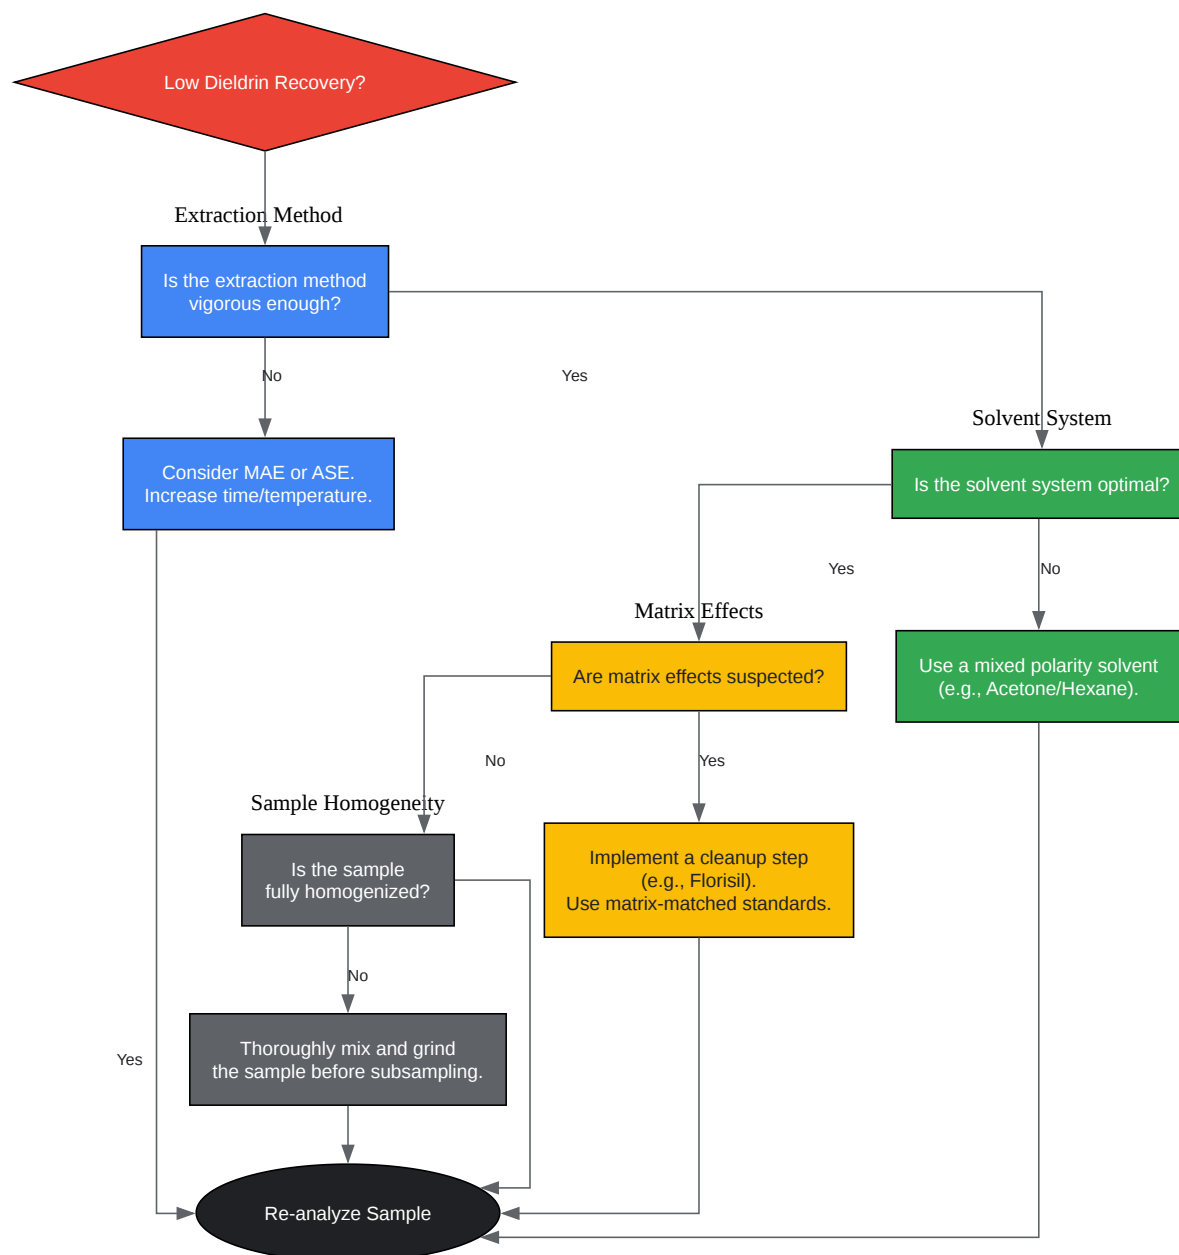 Low Dieldrin Recovery?
Extraction Method
Is the extraction method
vigorous enough?
No
Yes
Solvent System
Consider MAE or ASE.
Increase time/temperature.
Is the solvent system optimal?
Yes
No
Matrix Effects
Are matrix effects suspected?
Use a mixed polarity solvent
(e.g., Acetone/Hexane).
No
Yes
Sample Homogeneity
Is the sample
fully homogenized?
Implement a cleanup step
(e.g., Florisil).
Use matrix-matched standards.
No
Thoroughly mix and grind
the sample before subsampling.
Yes
Re-analyze Sample